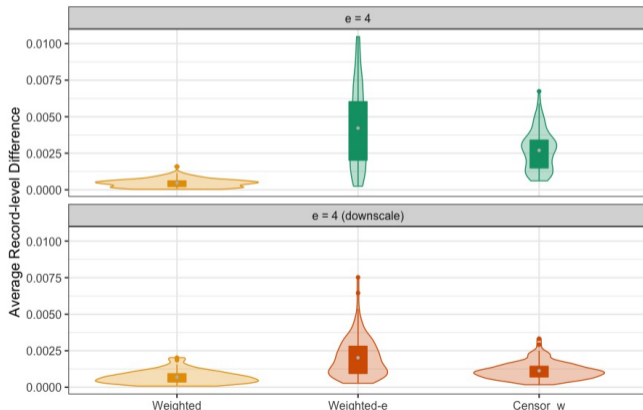 e = 4
0.0100
0.0075
0.0050
0.0025
0.0000
Average Record-level Difference
e = 4 (downscale)
0.0100
0.0075
0.0050
0.0025
0.0000
Weighted
Weighted-e
Censor_w